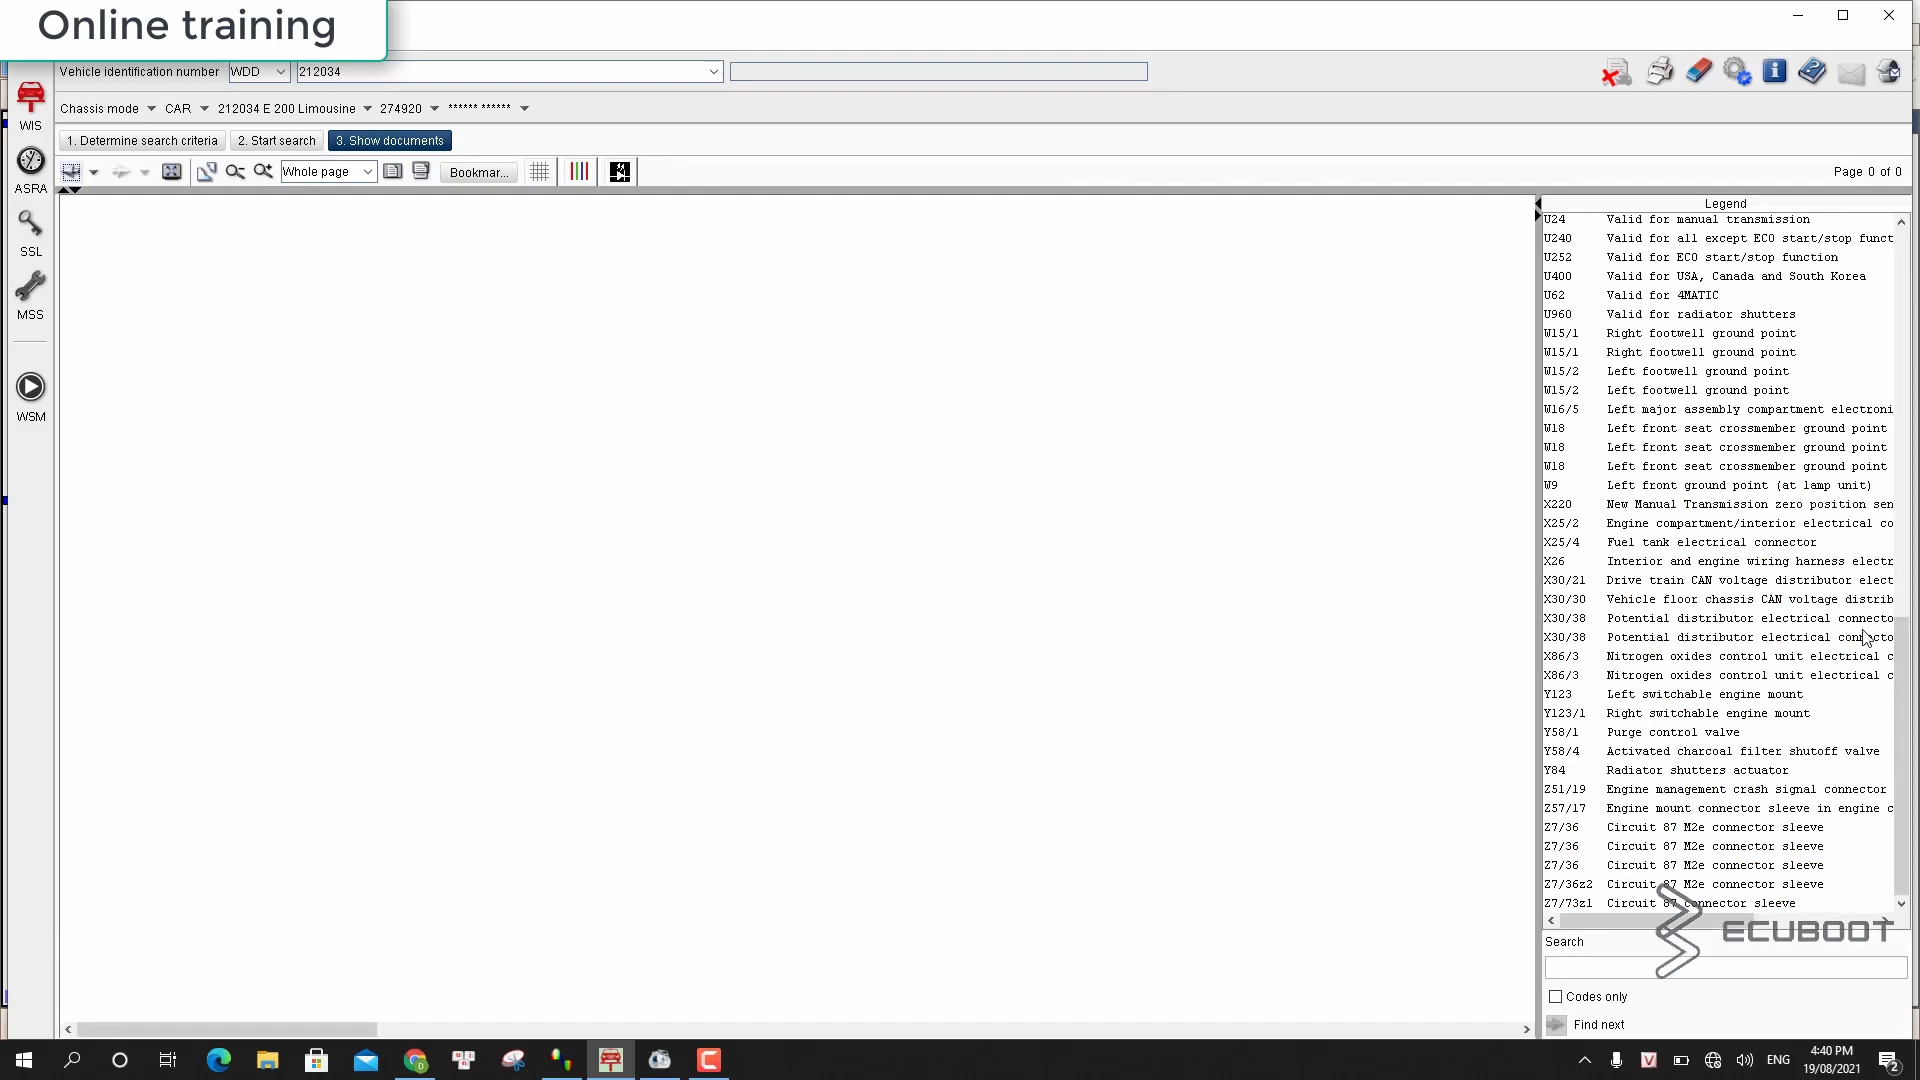 Online training
Vehicle identification number WDD 212034
Chassis mode CAR 212034 E 200 Limousine 274920 ****** ******
1. Determine search criteria 2. Start search 3. Show documents
Whole page Bookmar... Page 0 of 0
WIS
ASRA
SSL
MSS
WSM
Legend
U24 Valid for manual transmission
U240 Valid for all except ECO start/stop funct
U252 Valid for ECO start/stop function
U400 Valid for USA, Canada and South Korea
U62 Valid for 4MATIC
U960 Valid for radiator shutters
W15/1 Right footwell ground point
W15/1 Right footwell ground point
W15/2 Left footwell ground point
W15/2 Left footwell ground point
W16/5 Left major assembly compartment electroni
W18 Left front seat crossmember ground point
W18 Left front seat crossmember ground point
W18 Left front seat crossmember ground point
W9 Left front ground point (at lamp unit)
X220 New Manual Transmission zero position sen
X25/2 Engine compartment/interior electrical co
X25/4 Fuel tank electrical connector
X26 Interior and engine wiring harness electr
X30/21 Drive train CAN voltage distributor elect
X30/30 Vehicle floor chassis CAN voltage distrib
X30/38 Potential distributor electrical connecto
X30/38 Potential distributor electrical connecto
X86/3 Nitrogen oxides control unit electrical c
X86/3 Nitrogen oxides control unit electrical c
Y123 Left switchable engine mount
Y123/1 Right switchable engine mount
Y58/1 Purge control valve
Y58/4 Activated charcoal filter shutoff valve
Y84 Radiator shutters actuator
Z51/19 Engine management crash signal connector
Z57/17 Engine mount connector sleeve in engine c
Z7/36 Circuit 87 M2e connector sleeve
Z7/36 Circuit 87 M2e connector sleeve
Z7/36 Circuit 87 M2e connector sleeve
Z7/36z2 Circuit 87 M2e connector sleeve
Z7/73z1 Circuit 87 connector sleeve
ECUBOOT
Search
Codes only
Find next
ENG
4:40 PM
19/08/2021
2